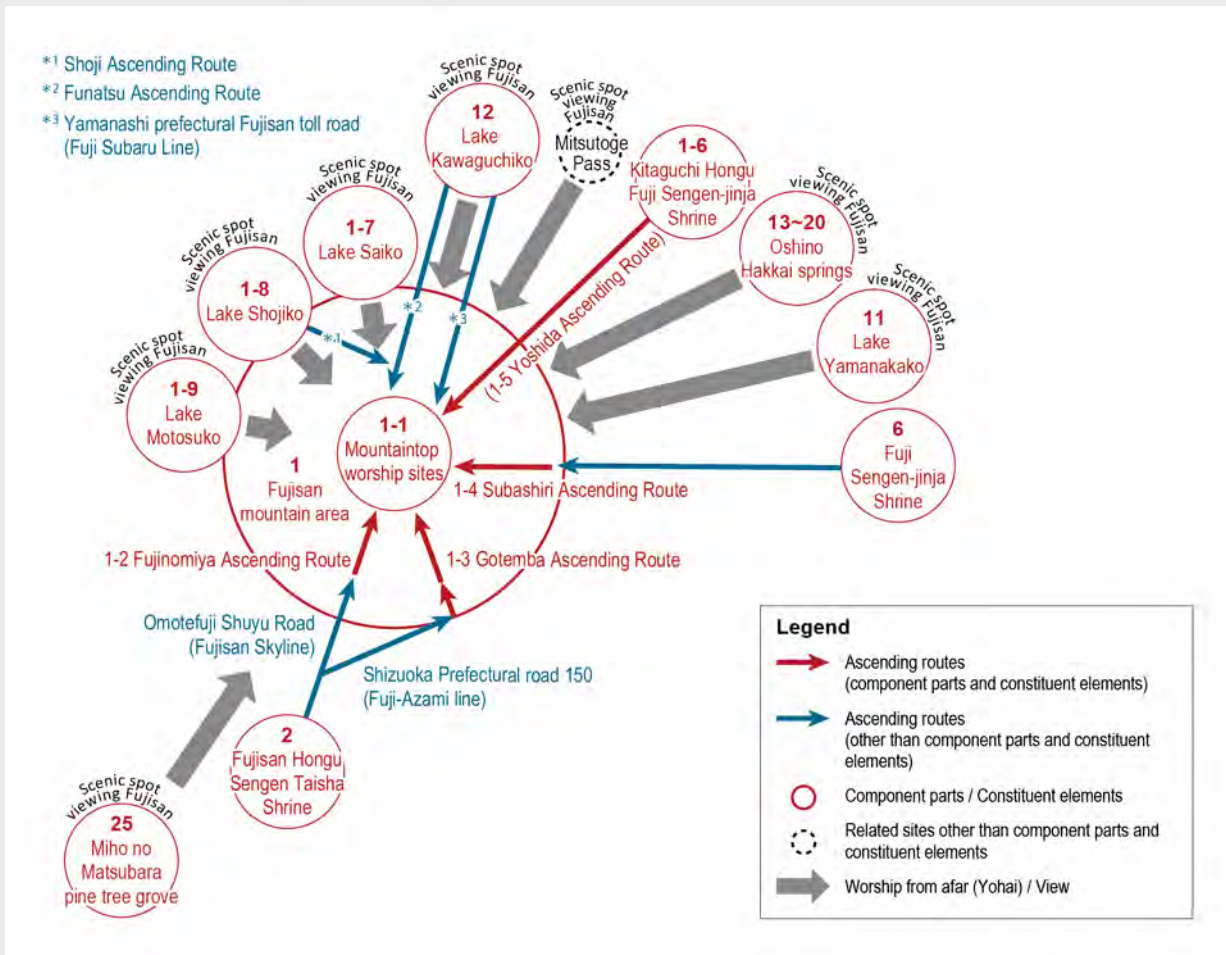 *1 Shoji Ascending Route
*2 Funatsu Ascending Route
*3 Yamanashi prefectural Fujisan toll road
(Fuji Subaru Line)
Scenic spot
viewing Fujisan
12
Lake
Kawaguchiko
Scenic spot
viewing
Fujisan
Mitsutoge
Pass
1-6
Kitaguchi Hongu
Fuji Sengen-jinja
Shrine
Scenic spot
viewing Fujisan
1-7
Lake Saiko
Scenic spot
viewing Fujisan
13~20
Oshino
Hakkai springs
Scenic spot
viewing Fujisan
1-8
Lake Shojiko
Scenic spot
viewing Fujisan
11
Lake
Yamanakako
Scenic spot
viewing Fujisan
1-9
Lake
Motosuko
*1
*2
*3
(1-5 Yoshida Ascending Route)
1-1
Mountaintop
worship sites
1
Fujisan
mountain area
6
Fuji
Sengen-jinja
Shrine
1-4 Subashiri Ascending Route
1-2 Fujinomiya Ascending Route
1-3 Gotemba Ascending Route
Omotefuji Shuyu Road
(Fujisan Skyline)
Shizuoka Prefectural road 150
(Fuji-Azami line)
2
Fujisan Hongu
Sengen Taisha
Shrine
Scenic spot
viewing Fujisan
25
Miho no
Matsubara
pine tree grove
Legend
Ascending routes
(component parts and constituent elements)
Ascending routes
(other than component parts and constituent
elements)
Component parts / Constituent elements
Related sites other than component parts and
constituent elements
Worship from afar (Yohai) / View